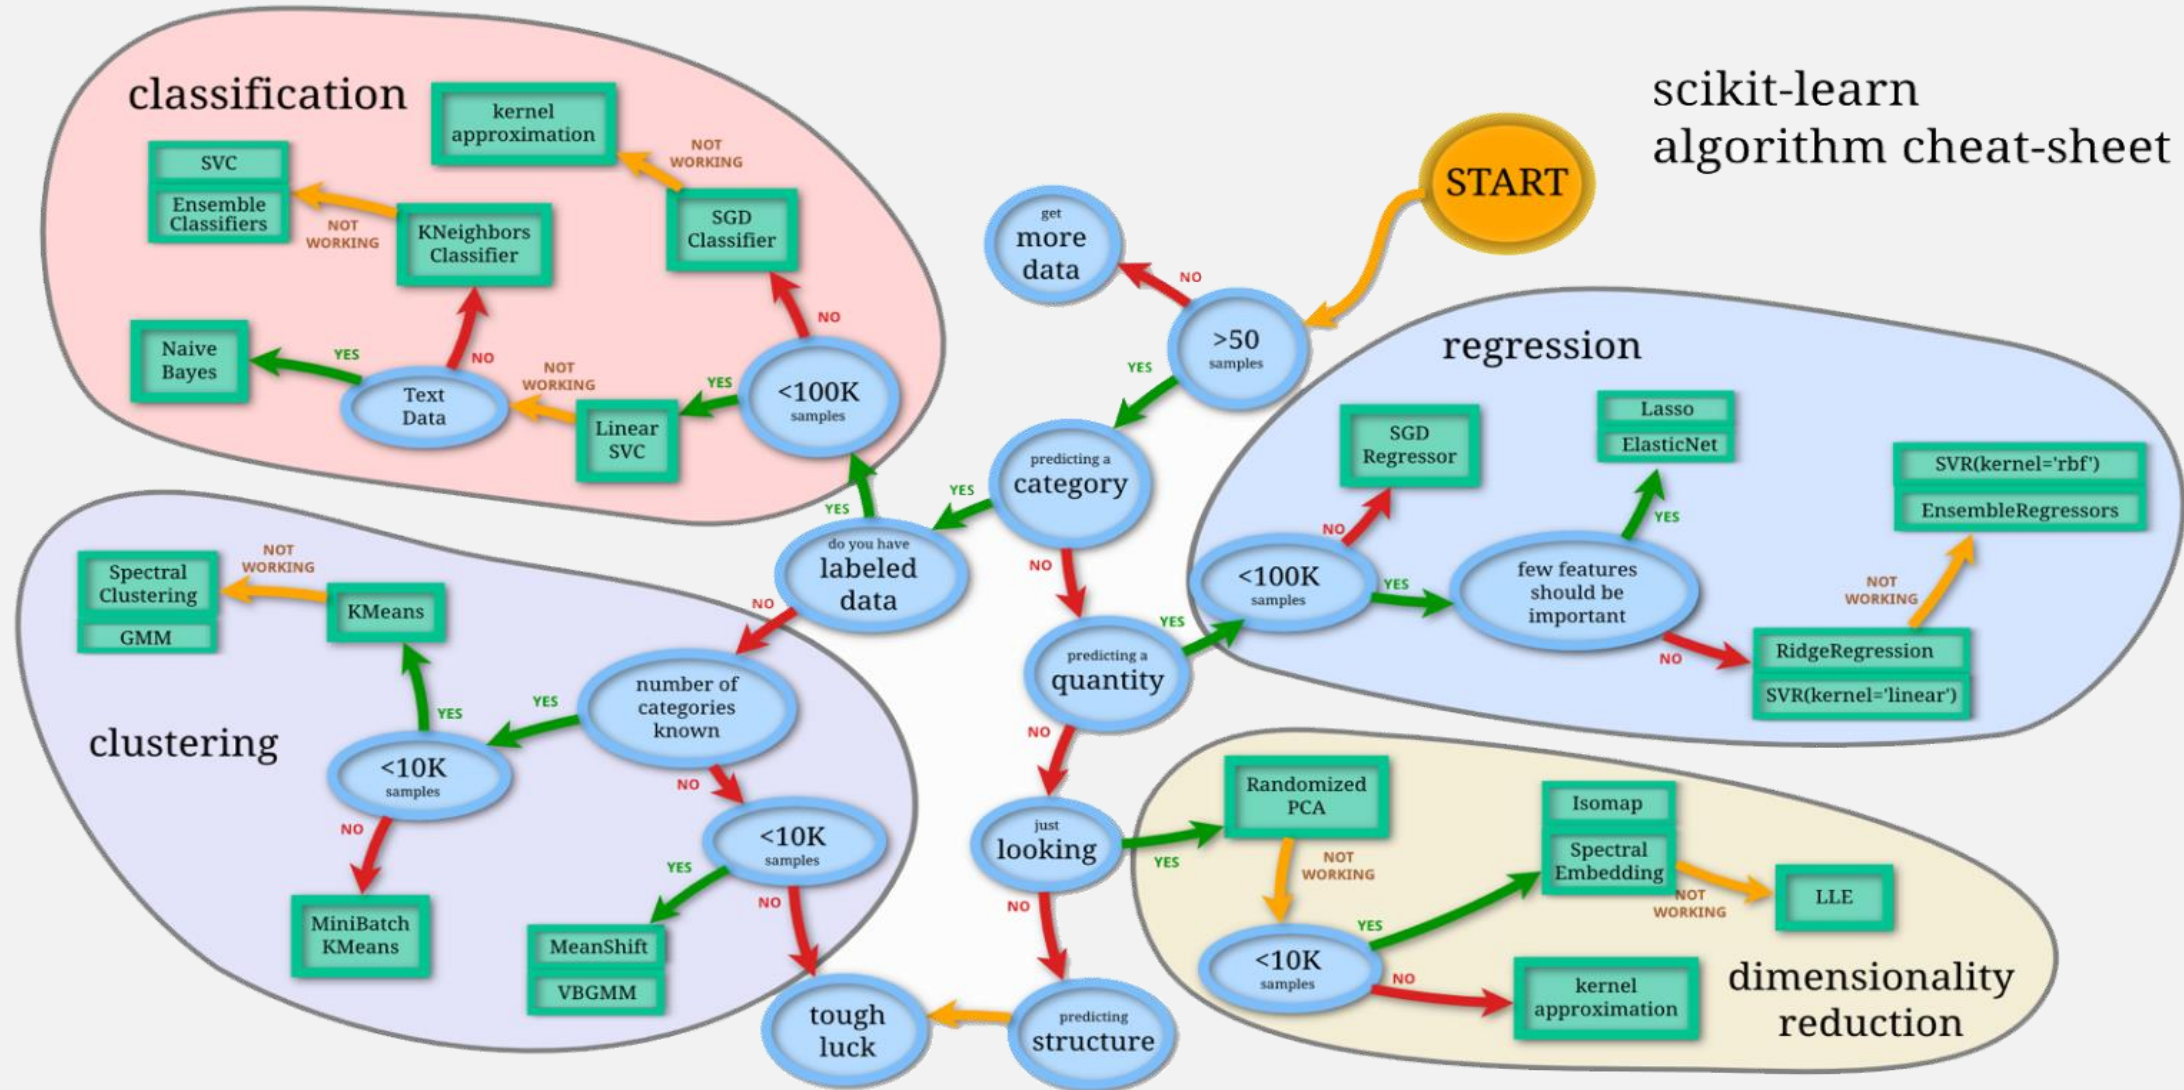 scikit-learn
algorithm cheat-sheet
START
>50
samples
NO
get
more
data
YES
predicting a
category
YES
do you have
labeled
data
YES
NO
NO
predicting a
quantity
YES
NO
just
looking
YES
NO
predicting
structure
tough
luck
classification
kernel
approximation
NOT
WORKING
SGD
Classifier
NO
<100K
samples
YES
Linear
SVC
NOT
WORKING
Text
Data
YES
Naive
Bayes
NO
KNeighbors
Classifier
NOT
WORKING
SVC
Ensemble
Classifiers
clustering
number of
categories
known
YES
<10K
samples
YES
KMeans
NOT
WORKING
Spectral
Clustering
GMM
NO
MiniBatch
KMeans
NO
<10K
samples
YES
MeanShift
VBGMM
NO
regression
<100K
samples
NO
SGD
Regressor
YES
few features
should be
important
YES
Lasso
ElasticNet
NO
RidgeRegression
SVR(kernel='linear')
NOT
WORKING
SVR(kernel='rbf')
EnsembleRegressors
dimensionality
reduction
Randomized
PCA
NOT
WORKING
<10K
samples
YES
Isomap
Spectral
Embedding
NOT
WORKING
LLE
NO
kernel
approximation